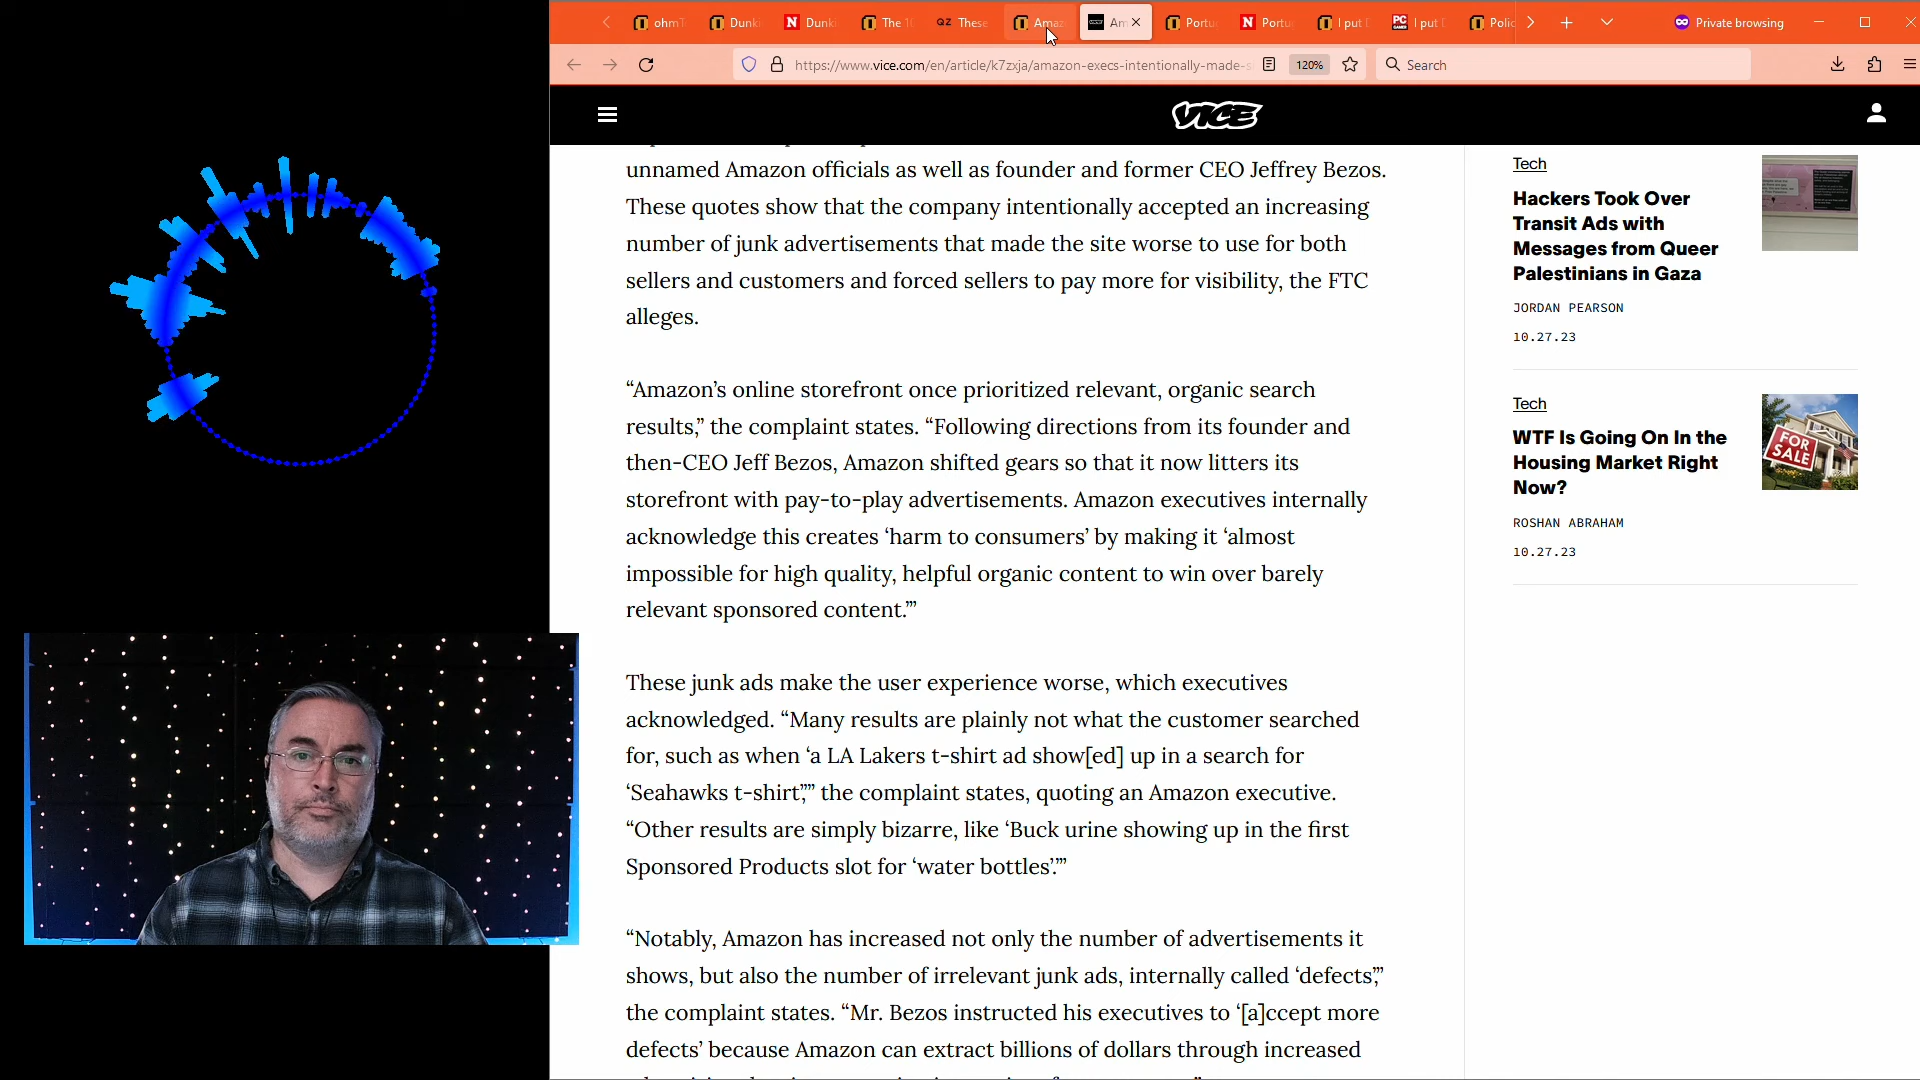 ohmT
Dunki
Dunki
The 10
QZ These
Amaz
Am
Portu
Portu
I put D
I put D
Polic
Private browsing
https://www.vice.com/en/article/k7zxja/amazon-execs-intentionally-made-s
120%
Search
VICE
unnamed Amazon officials as well as founder and former CEO Jeffrey Bezos.
These quotes show that the company intentionally accepted an increasing
number of junk advertisements that made the site worse to use for both
sellers and customers and forced sellers to pay more for visibility, the FTC
alleges.
“Amazon’s online storefront once prioritized relevant, organic search
results,” the complaint states. “Following directions from its founder and
then-CEO Jeff Bezos, Amazon shifted gears so that it now litters its
storefront with pay-to-play advertisements. Amazon executives internally
acknowledge this creates ‘harm to consumers’ by making it ‘almost
impossible for high quality, helpful organic content to win over barely
relevant sponsored content.’”
These junk ads make the user experience worse, which executives
acknowledged. “Many results are plainly not what the customer searched
for, such as when ‘a LA Lakers t-shirt ad show[ed] up in a search for
‘Seahawks t-shirt’,’” the complaint states, quoting an Amazon executive.
“Other results are simply bizarre, like ‘Buck urine showing up in the first
Sponsored Products slot for ‘water bottles’.’”
“Notably, Amazon has increased not only the number of advertisements it
shows, but also the number of irrelevant junk ads, internally called ‘defects’,”
the complaint states. “Mr. Bezos instructed his executives to ‘[a]ccept more
defects’ because Amazon can extract billions of dollars through increased
Tech
Hackers Took Over
Transit Ads with
Messages from Queer
Palestinians in Gaza
JORDAN PEARSON
10.27.23
Tech
WTF Is Going On In the
Housing Market Right
Now?
ROSHAN ABRAHAM
10.27.23
FOR
SALE